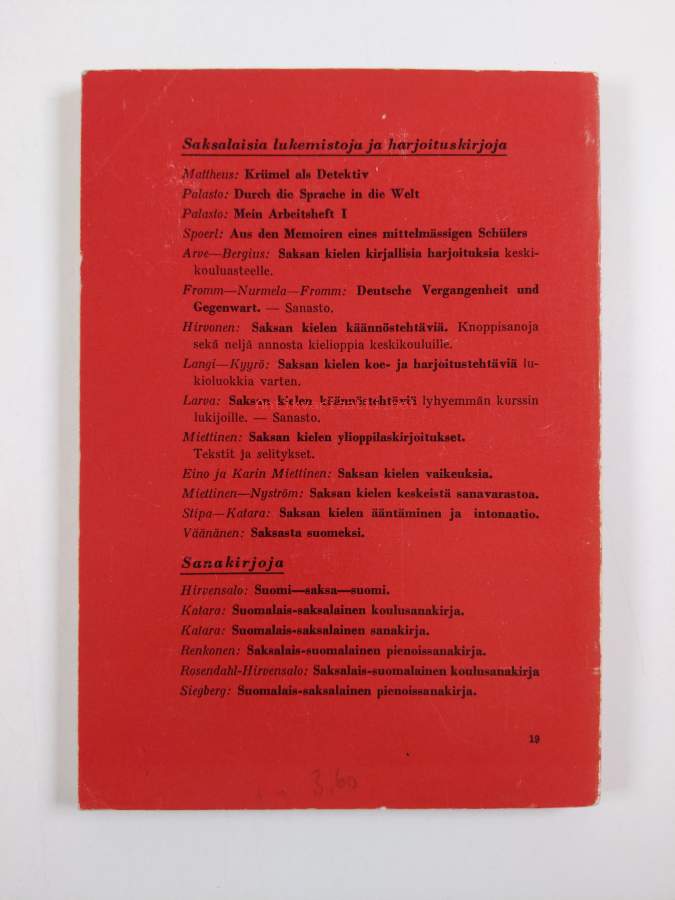 Saksalaisia lukemistoja ja harjoituskirjoja
Mattheus: Krümel als Detektiv
Palasto: Durch die Sprache in die Welt
Palasto: Mein Arbeitsheft I
Spoerl: Aus den Memoiren eines mittelmässigen Schülers
Arve—Bergius: Saksan kielen kirjallisia harjoituksia keski-
kouluasteelle.
Fromm—Nurmela—Fromm: Deutsche Vergangenheit und
Gegenwart. — Sanasto.
Hirvonen: Saksan kielen käännöstehtäviä. Knoppisanoja
sekä neljä annosta kielioppia keskikouluille.
Langi—Kyyrö: Saksan kielen koe- ja harjoitustehtäviä lu-
kioluokkia varten.
Larva: Saksan kielen käännöstehtäviä lyhyemmän kurssin
lukijoille. — Sanasto.
Miettinen: Saksan kielen ylioppilaskirjoitukset.
Tekstit ja selitykset.
Eino ja Karin Miettinen: Saksan kielen vaikeuksia.
Miettinen—Nyström: Saksan kielen keskeistä sanavarastoa.
Stipa—Katara: Saksan kielen ääntäminen ja intonaatio.
Väänänen: Saksasta suomeksi.
Sanakirjoja
Hirvensalo: Suomi—saksa—suomi.
Katara: Suomalais-saksalainen koulusanakirja.
Katara: Suomalais-saksalainen sanakirja.
Renkonen: Saksalais-suomalainen pienoissanakirja.
Rosendahl-Hirvensalo: Saksalais-suomalainen koulusanakirja
Siegberg: Suomalais-saksalainen pienoissanakirja.
19
3,60